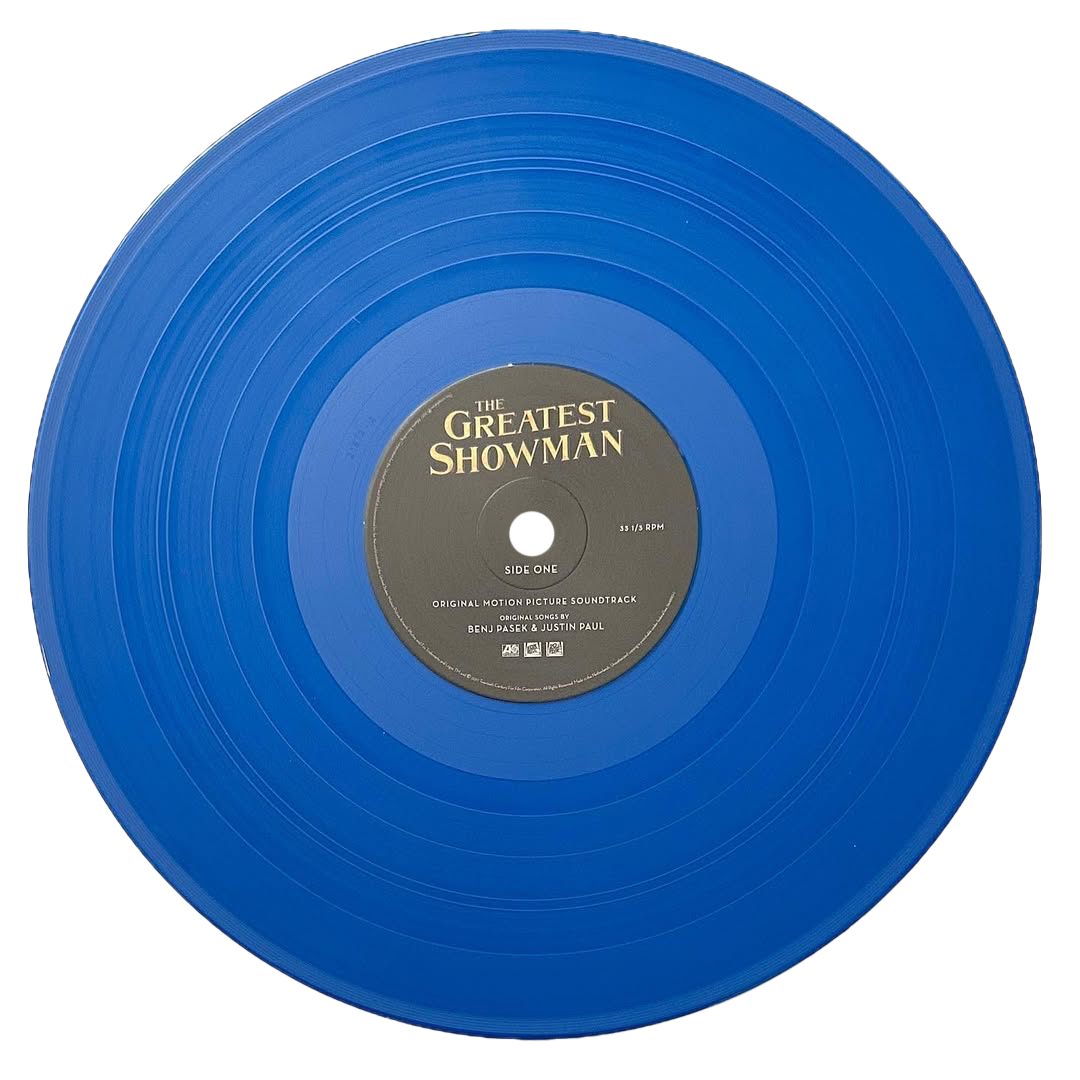 THE
GREATEST
SHOWMAN
33 1/3 RPM
SIDE ONE
ORIGINAL MOTION PICTURE SOUNDTRACK
ORIGINAL SONGS BY
BENJ PASEK & JUSTIN PAUL